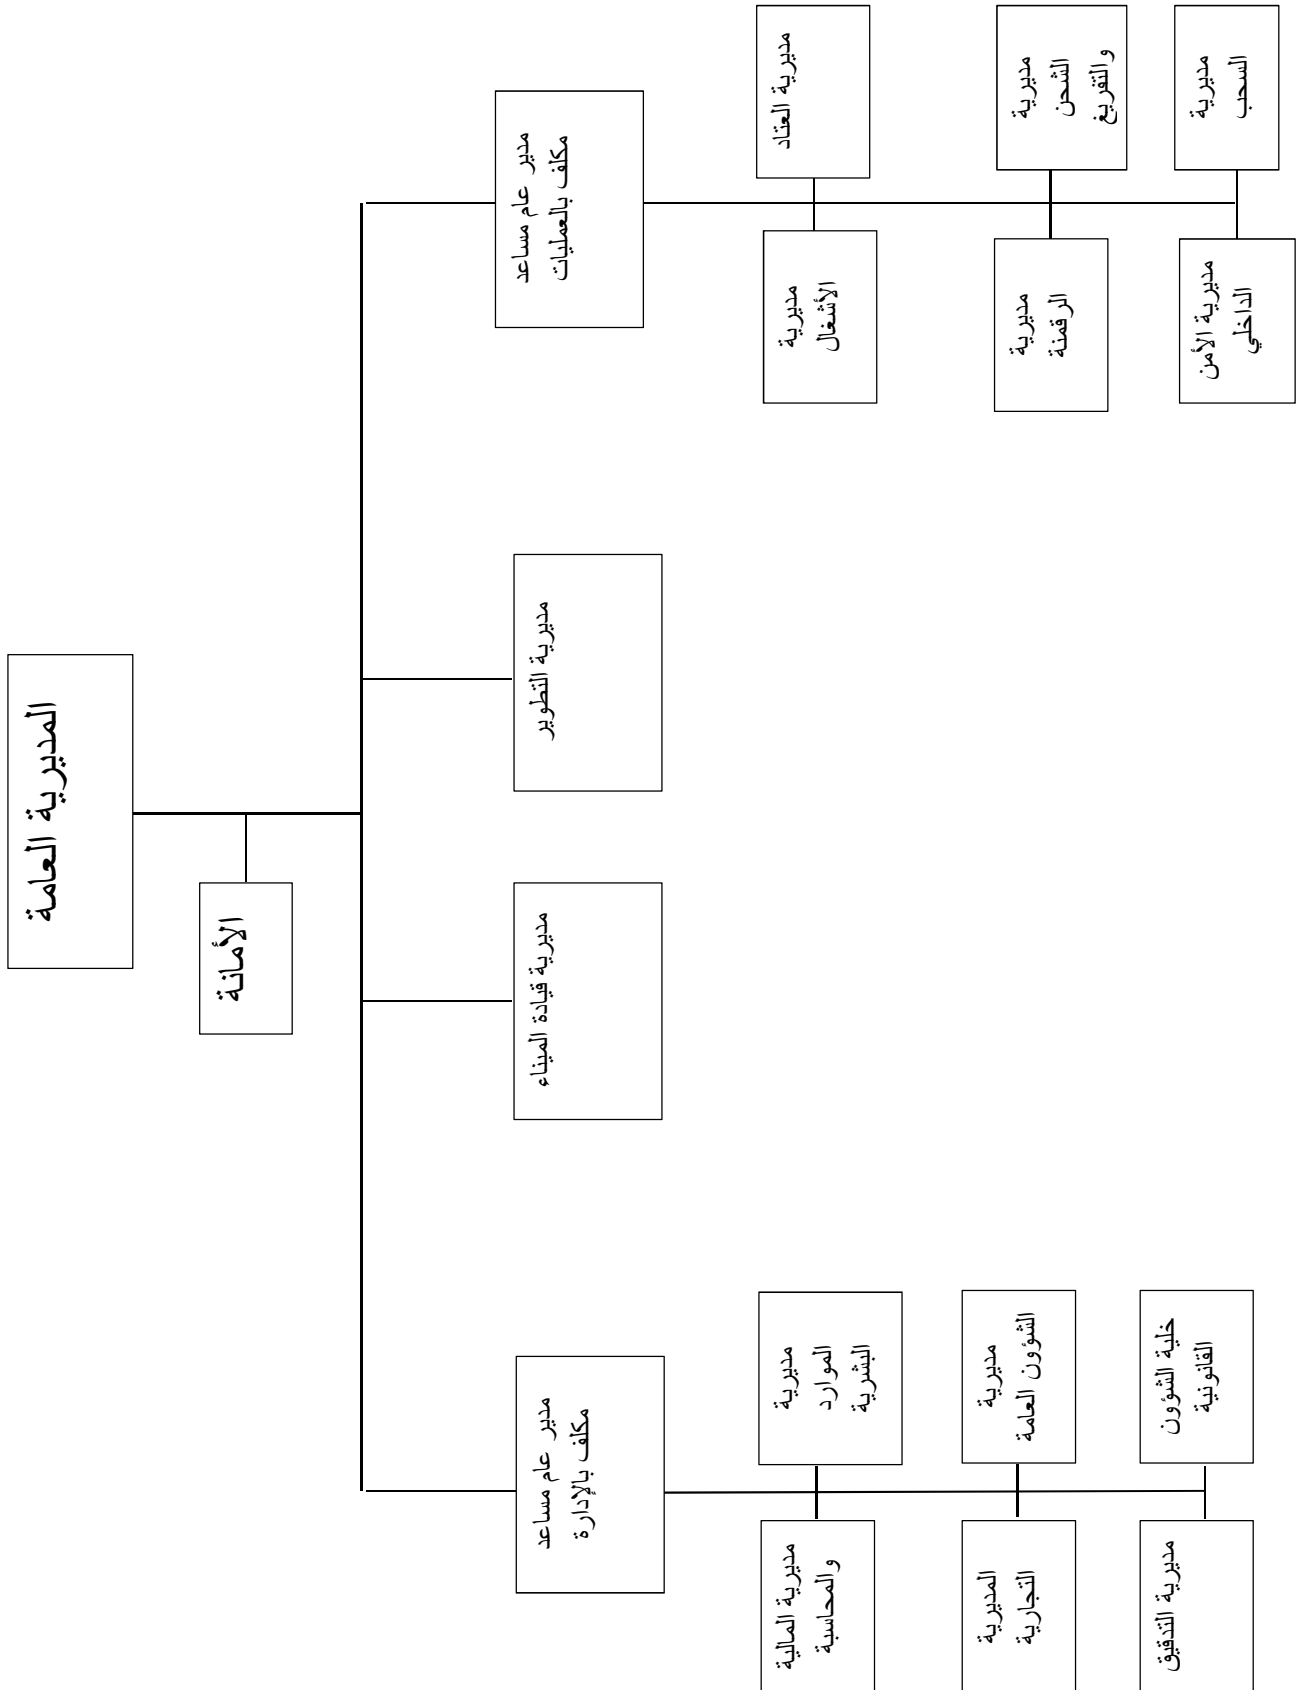 المديرية العامة
الأمانة
مدير عام مساعد
مكلف بالعمليات
مديرية التطوير
مديرية قيادة الميناء
مدير عام مساعد
مكلف بالإدارة
مديرية العتاد
مديرية
الأشغال
مديرية
الموارد
البشرية
مديرية المالية
والمحاسبة
مديرية
الشحن
والتفريغ
مديرية
الرقمنة
مديرية
الشؤون العامة
المديرية
التجارية
مديرية
السحب
مديرية الأمن
الداخلي
خلية الشؤون
القانونية
مديرية التدقيق